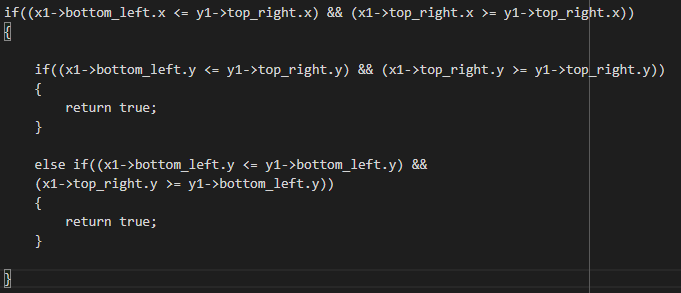 if((x1->bottom_left.x <= y1->top_right.x) && (x1->top_right.x >= y1->top_right.x))
{
if((x1->bottom_left.y <= y1->top_right.y) && (x1->top_right.y >= y1->top_right.y))
{
return true;
}
else if((x1->bottom_left.y <= y1->bottom_left.y) &&
(x1->top_right.y >= y1->bottom_left.y))
{
return true;
}
}